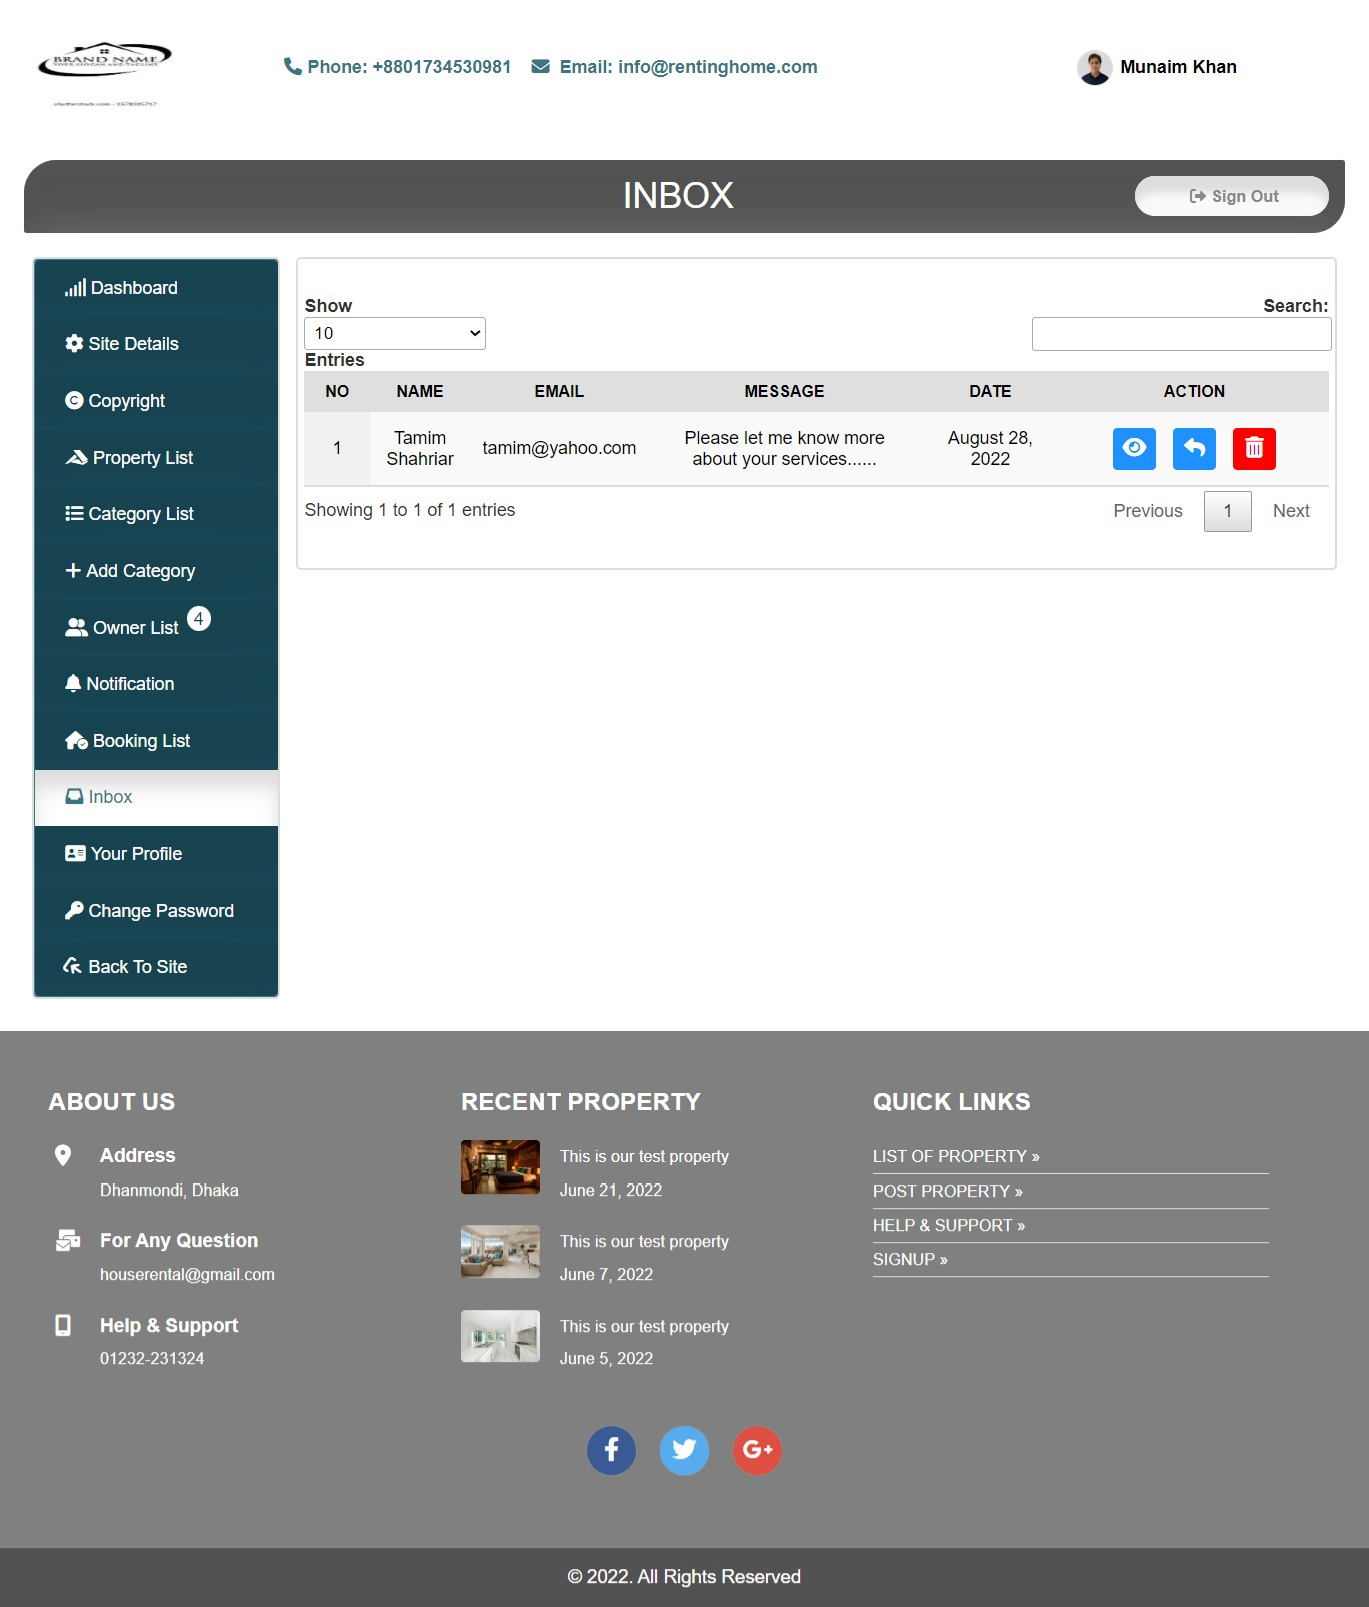 BRAND NAME
Phone: +8801734530981
Email: info@rentinghome.com
Munaim Khan
INBOX
Sign Out
Dashboard
Site Details
Copyright
Property List
Category List
Add Category
Owner List 4
Notification
Booking List
Inbox
Your Profile
Change Password
Back To Site
Show
10
Entries
Search:
NO NAME EMAIL MESSAGE DATE ACTION
1 Tamim Shahriar tamim@yahoo.com Please let me know more about your services...... August 28, 2022
Showing 1 to 1 of 1 entries
Previous 1 Next
ABOUT US
Address
Dhanmondi, Dhaka
For Any Question
houserental@gmail.com
Help & Support
01232-231324
RECENT PROPERTY
This is our test property
June 21, 2022
This is our test property
June 7, 2022
This is our test property
June 5, 2022
QUICK LINKS
LIST OF PROPERTY »
POST PROPERTY »
HELP & SUPPORT »
SIGNUP »
© 2022. All Rights Reserved